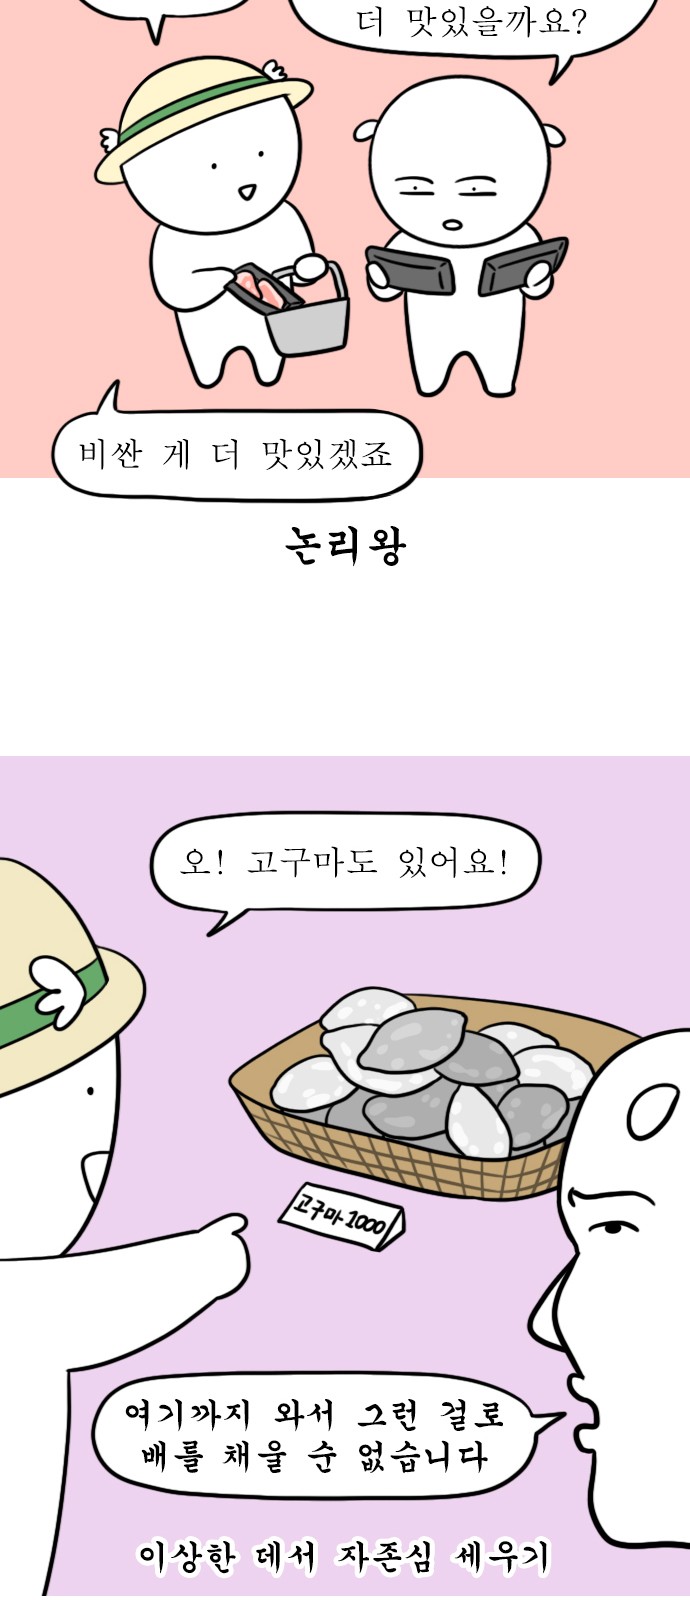 더 맛있을까요?
비싼 게 더 맛있겠죠
논리왕
오! 고구마도 있어요!
고구마 1000
여기까지 와서 그런 걸로
배를 채울 순 없습니다
이상한 데서 자존심 세우기